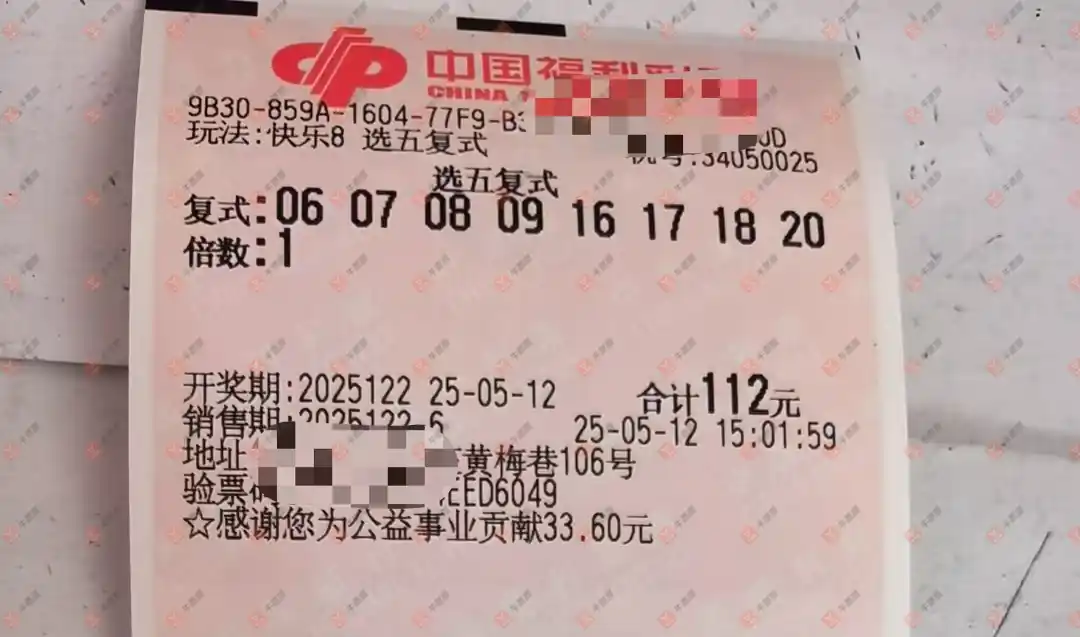 中国福利
CHINA
9B30-859A-1604-77F9-B
玩法:快乐8 选五复式
机号:34050025
选五复式
复式:06 07 08 09 16 17 18 20
倍数:1
开奖期:2025122 25-05-12 合计112元
销售期:2025122-6 25-05-12 15:01:59
地址 黄梅巷106号
验票码 EED6049
☆感谢您为公益事业贡献33.60元